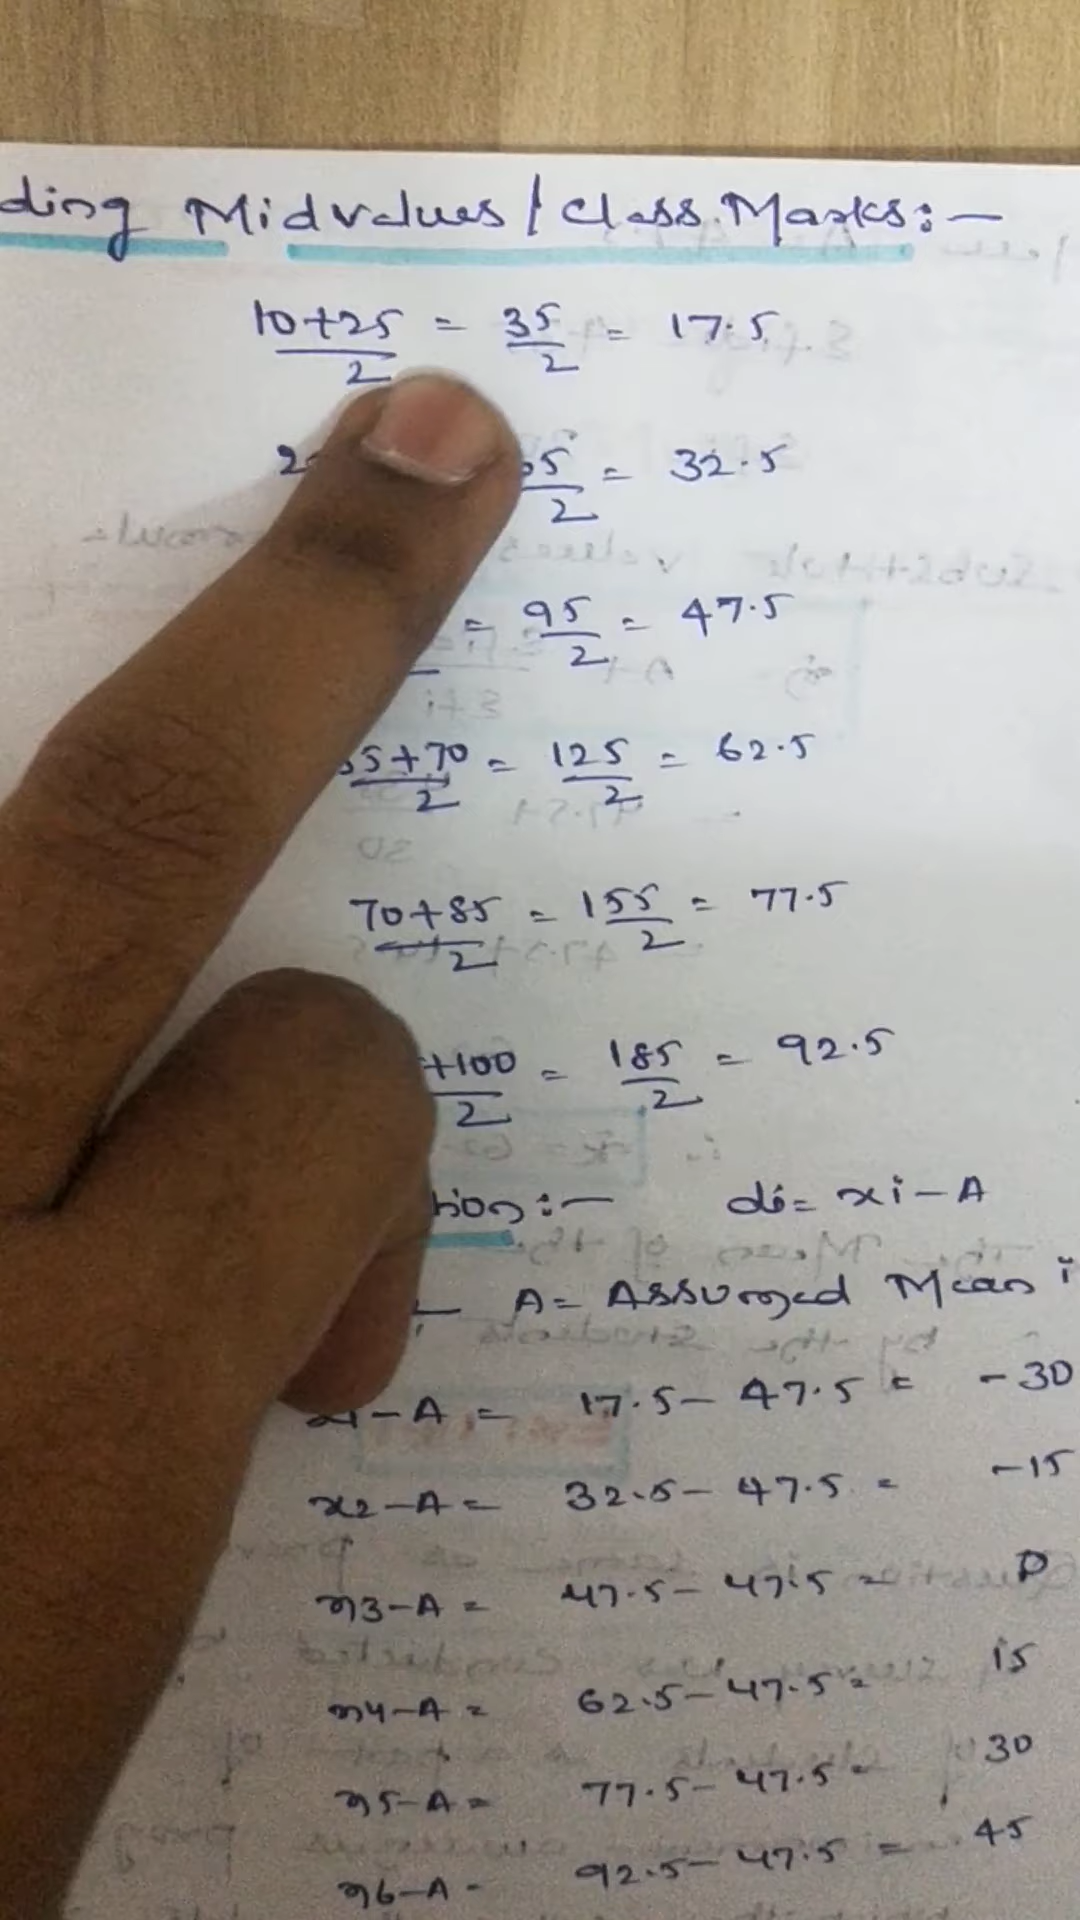 ding Midvalues / Class Marks:-
10+25/2 = 35/2 = 17.5
65/2 = 32.5
= 95/2 = 47.5
55+70/2 = 125/2 = 62.5
70+85/2 = 155/2 = 77.5
+100/2 = 185/2 = 92.5
tion:- di = xi - A
A = Assumed Mean i
x1 - A = 17.5 - 47.5 = -30
x2 - A = 32.5 - 47.5 = -15
x3 - A = 47.5 - 47.5 = 0
x4 - A = 62.5 - 47.5 = 15
x5 - A = 77.5 - 47.5 = 30
x6 - A = 92.5 - 47.5 = 45